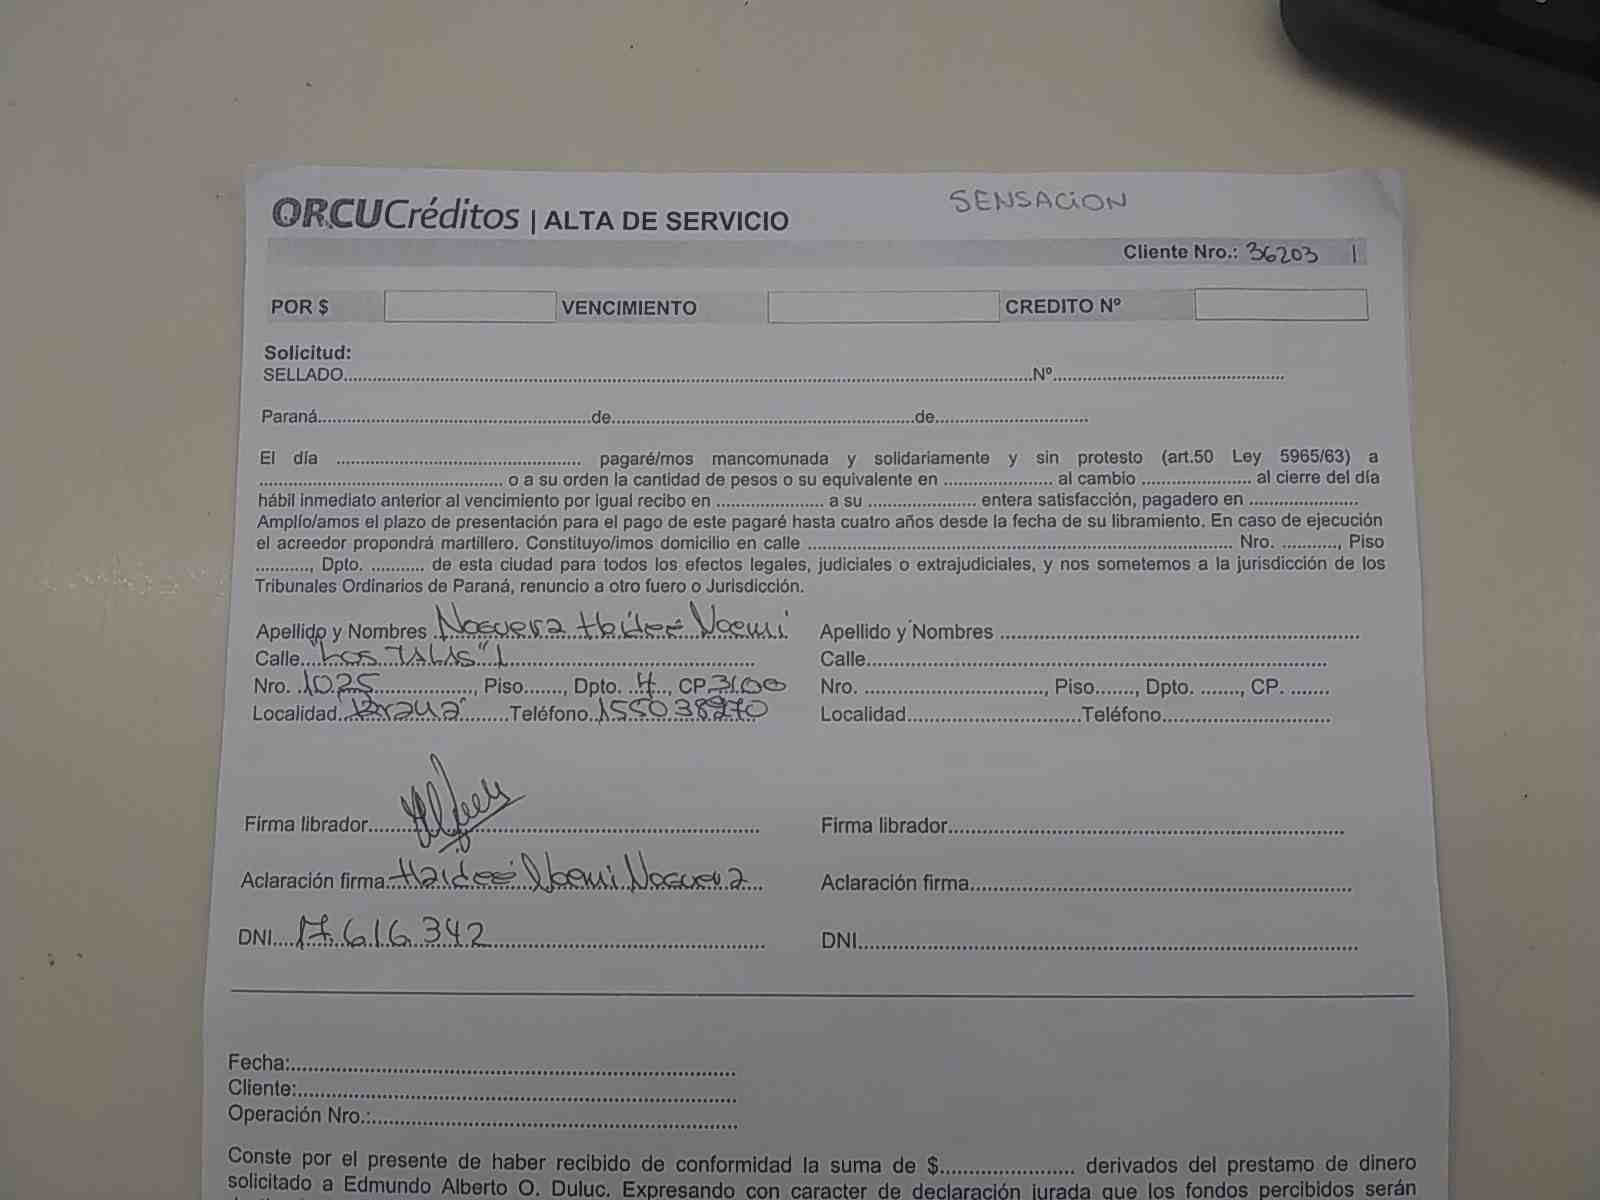 SENSACION
ORCUCréditos | ALTA DE SERVICIO
Cliente Nro.: 36203 1
POR $ VENCIMIENTO CREDITO Nº
Solicitud:
SELLADO....................Nº....................
Paraná....................de....................de....................
El día .................... pagaré/mos mancomunada y solidariamente y sin protesto (art.50 Ley 5965/63) a
.................... o a su orden la cantidad de pesos o su equivalente en .................... al cambio .................... al cierre del día
hábil inmediato anterior al vencimiento por igual recibo en .................... a su .................... entera satisfacción, pagadero en ....................
Amplío/amos el plazo de presentación para el pago de este pagaré hasta cuatro años desde la fecha de su libramiento. En caso de ejecución
el acreedor propondrá martillero. Constituyo/imos domicilio en calle .................... Nro. ..........., Piso
..........., Dpto. ........... de esta ciudad para todos los efectos legales, judiciales o extrajudiciales, y nos sometemos a la jurisdicción de los
Tribunales Ordinarios de Paraná, renuncio a otro fuero o Jurisdicción.
Apellido y Nombres Noguera Haideé Noemi Apellido y Nombres ....................
Calle....................Calle....................
Nro. 1025, Piso......., Dpto. 4, CP 3100 Nro. ...................., Piso......., Dpto. ......., CP. .......
Localidad Paraná Teléfono 155038270 Localidad....................Teléfono....................
Firma librador.................... Firma librador....................
Aclaración firma Haideé Noemi Noguera Aclaración firma....................
DNI 17.616.342 DNI....................
Fecha:....................
Cliente:....................
Operación Nro.:....................
Conste por el presente de haber recibido de conformidad la suma de $.................... derivados del prestamo de dinero
solicitado a Edmundo Alberto O. Duluc. Expresando con caracter de declaración jurada que los fondos percibidos serán